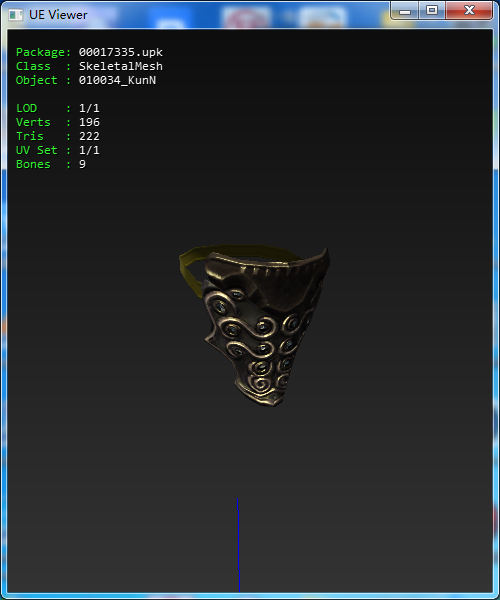 UE Viewer
Package: 00017335.upk
Class : SkeletalMesh
Object : 010034_KunN
LOD : 1/1
Verts : 196
Tris : 222
UV Set : 1/1
Bones : 9